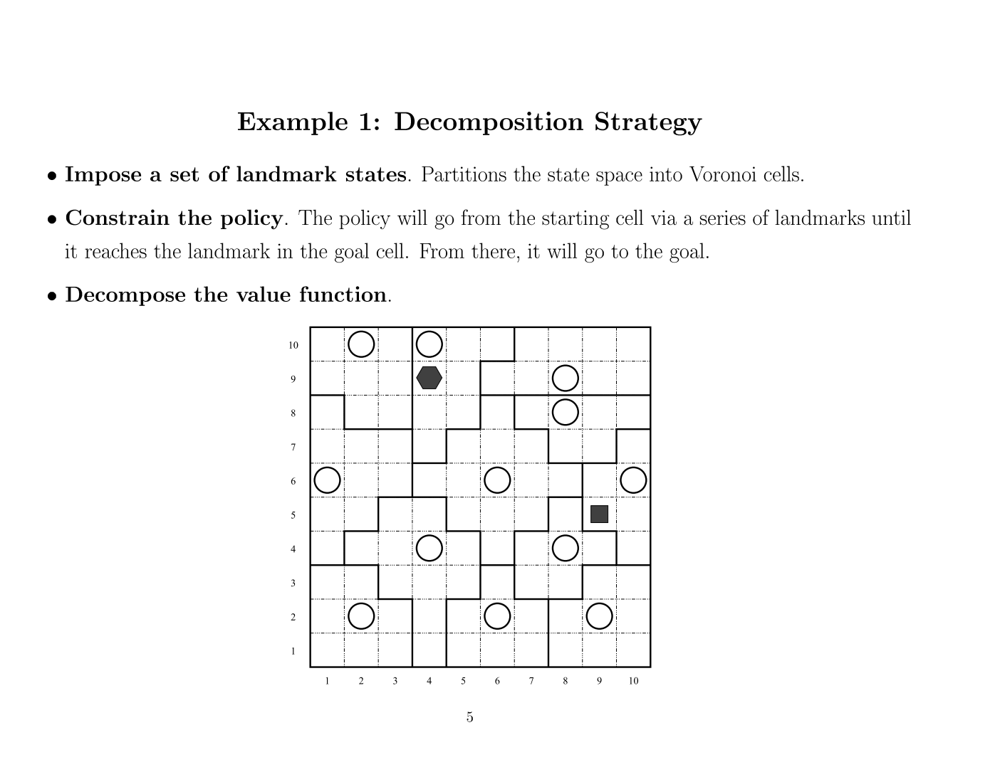 Example 1: Decomposition Strategy
• Impose a set of landmark states. Partitions the state space into Voronoi cells.
• Constrain the policy. The policy will go from the starting cell via a series of landmarks until
it reaches the landmark in the goal cell. From there, it will go to the goal.
• Decompose the value function.
10
9
8
7
6
5
4
3
2
1
1 2 3 4 5 6 7 8 9 10
5